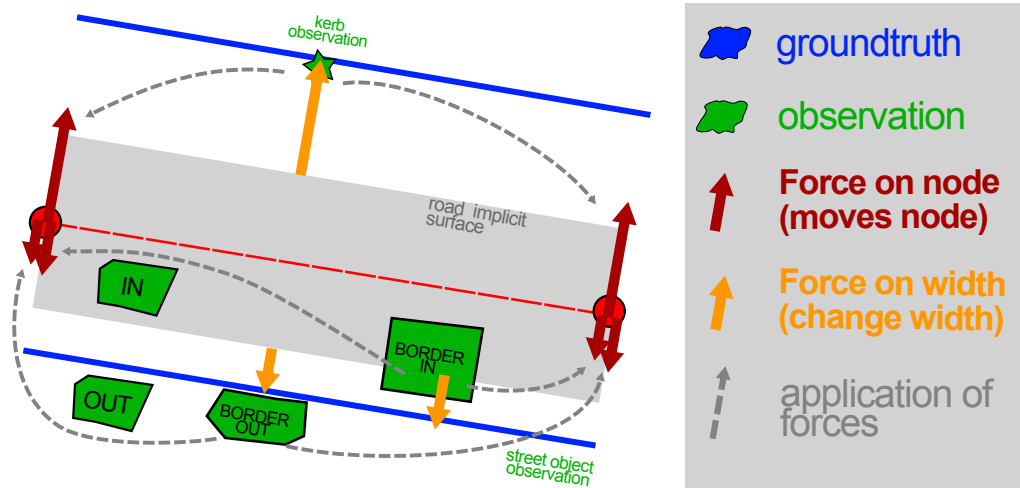 kerb
observation
road implicit
surface
IN
BORDER
IN
OUT
BORDER
OUT
street object
observation
groundtruth
observation
Force on node
(moves node)
Force on width
(change width)
application of
forces